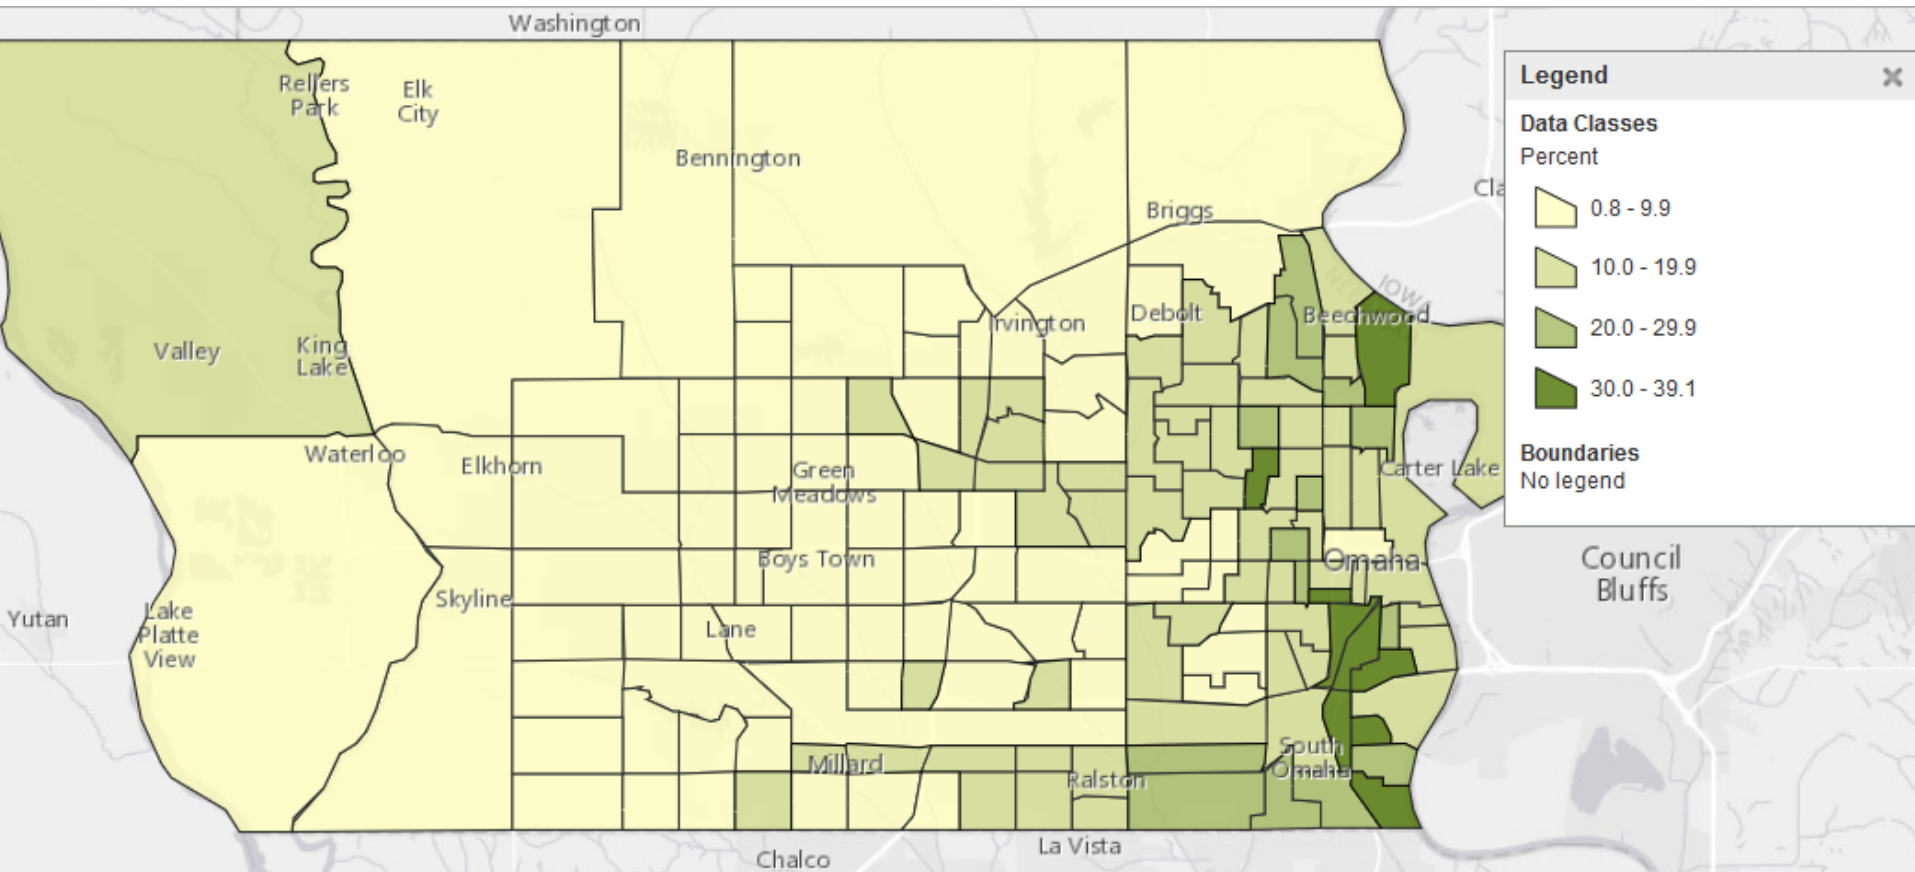 Washington
Legend
Data Classes
Percent
0.8 - 9.9
10.0 - 19.9
20.0 - 29.9
30.0 - 39.1
Boundaries
No legend
Rellers
Park
Elk
City
Bennington
Cla
Briggs
IOWA
Irvington
Debolt
Beechwood
Valley
King
Lake
Waterloo
Elkhorn
Green
Meadows
Carter Lake
Boys Town
Omaha
Council
Bluffs
Skyline
Yutan
Lake
Platte
View
Lane
Millard
South
Omaha
Ralston
La Vista
Chalco